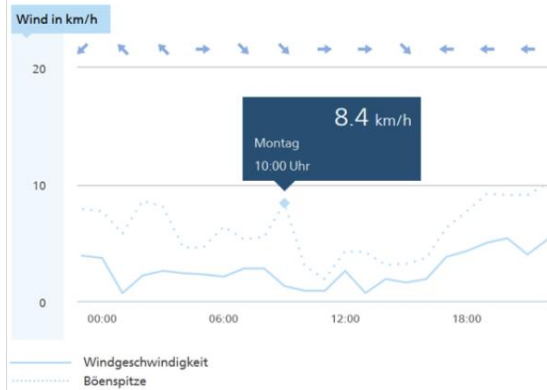 Wind in km/h
20
8.4 km/h
Montag
10:00 Uhr
10
0
00:00 06:00 12:00 18:00
Windgeschwindigkeit
Böenspitze